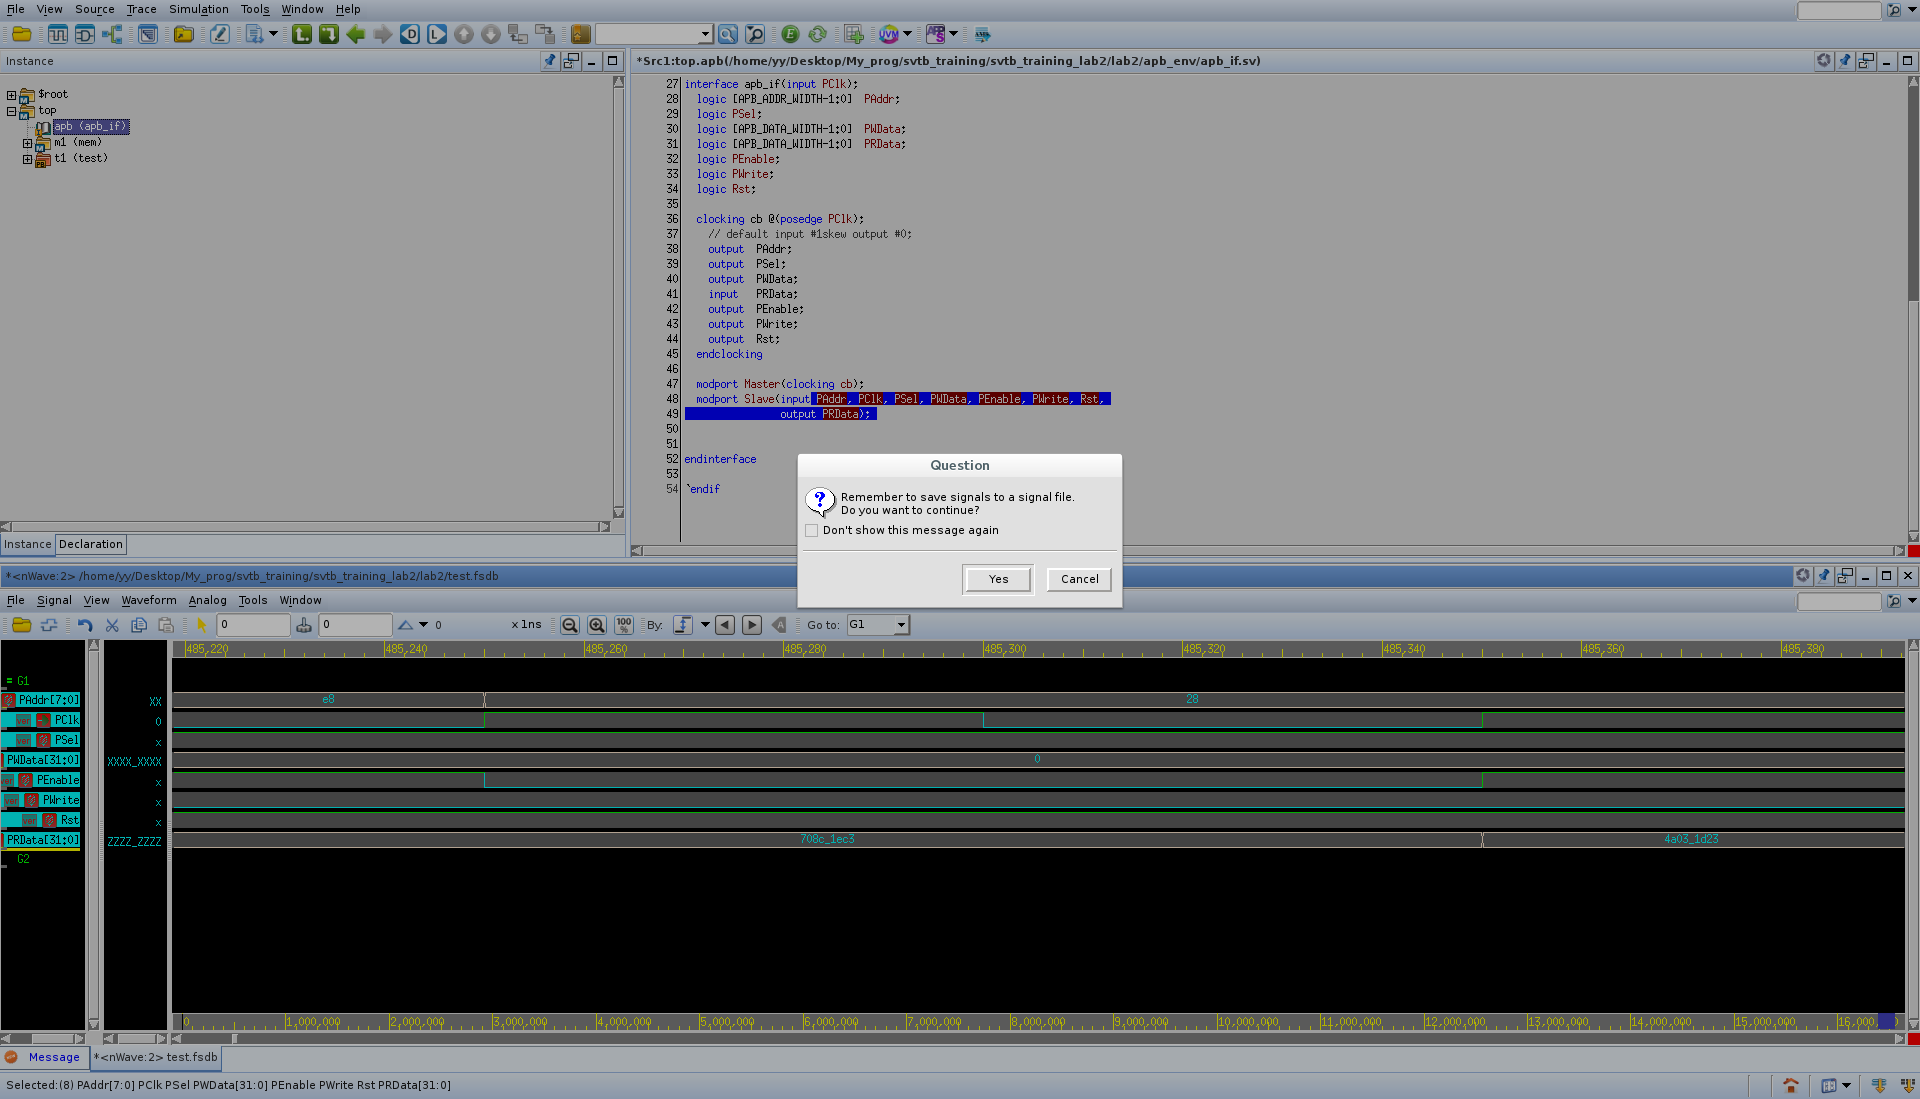 File View Source Trace Simulation Tools Window Help
Instance
$root
top
apb (apb_if)
m1 (mem)
t1 (test)
Instance Declaration
*Src1:top.apb(/home/yy/Desktop/My_prog/svtb_training/svtb_training_lab2/lab2/apb_env/apb_if.sv)
27 interface apb_if(input PClk);
28 logic [APB_ADDR_WIDTH-1:0] PAddr;
29 logic PSel;
30 logic [APB_DATA_WIDTH-1:0] PWData;
31 logic [APB_DATA_WIDTH-1:0] PRData;
32 logic PEnable;
33 logic PWrite;
34 logic Rst;
35
36 clocking cb @(posedge PClk);
37 // default input #1skew output #0;
38 output PAddr;
39 output PSel;
40 output PWData;
41 input PRData;
42 output PEnable;
43 output PWrite;
44 output Rst;
45 endclocking
46
47 modport Master(clocking cb);
48 modport Slave(input PAddr, PClk, PSel, PWData, PEnable, PWrite, Rst,
49 output PRData);
50
51
52 endinterface
53
54 `endif
Question
Remember to save signals to a signal file.
Do you want to continue?
Don't show this message again
Yes Cancel
*<nWave:2> /home/yy/Desktop/My_prog/svtb_training/svtb_training_lab2/lab2/test.fsdb
File Signal View Waveform Analog Tools Window
0 0 0 x 1ns 100% By: Go to: G1
485,220 485,240 485,260 485,280 485,300 485,320 485,340 485,360 485,380
= G1
PAddr[7:0] XX e8 28
PClk 0
PSel x
PWData[31:0] XXXX_XXXX 0
PEnable x
PWrite x
Rst x
PRData[31:0] ZZZZ_ZZZZ 708c_1ec3 4a03_1d23
G2
0 1,000,000 2,000,000 3,000,000 4,000,000 5,000,000 6,000,000 7,000,000 8,000,000 9,000,000 10,000,000 11,000,000 12,000,000 13,000,000 14,000,000 15,000,000 16,000,
Message *<nWave:2> test.fsdb
Selected:(8) PAddr[7:0] PClk PSel PWData[31:0] PEnable PWrite Rst PRData[31:0]